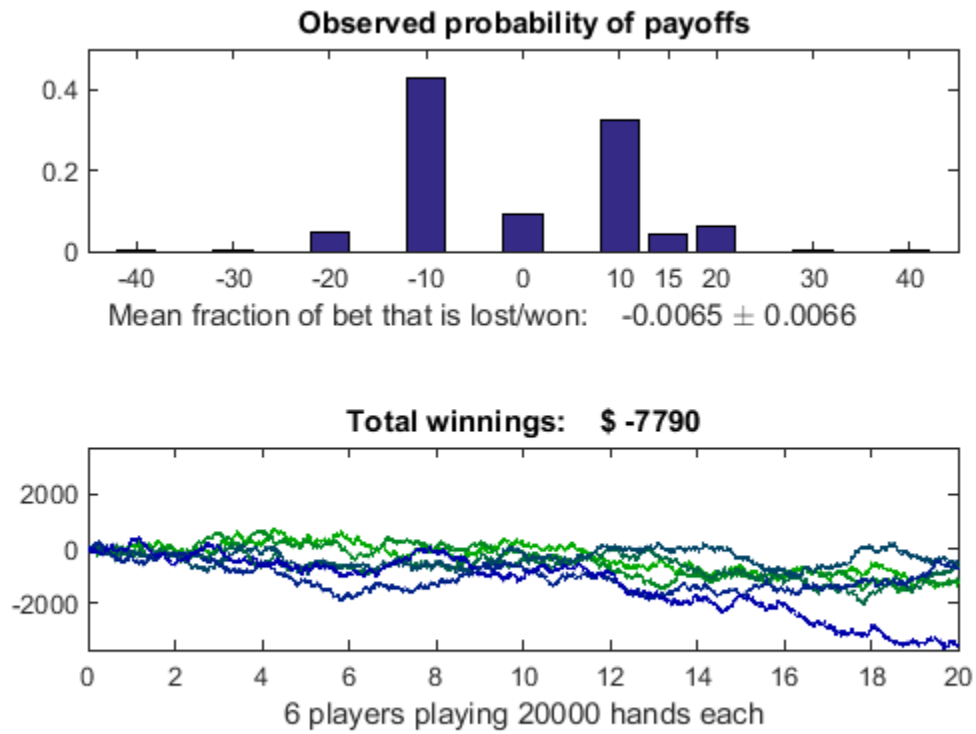 Observed probability of payoffs
0.4
0.2
0
-40 -30 -20 -10 0 10 15 20 30 40
Mean fraction of bet that is lost/won: -0.0065 ± 0.0066
Total winnings: $ -7790
2000
0
-2000
0 2 4 6 8 10 12 14 16 18 20
6 players playing 20000 hands each